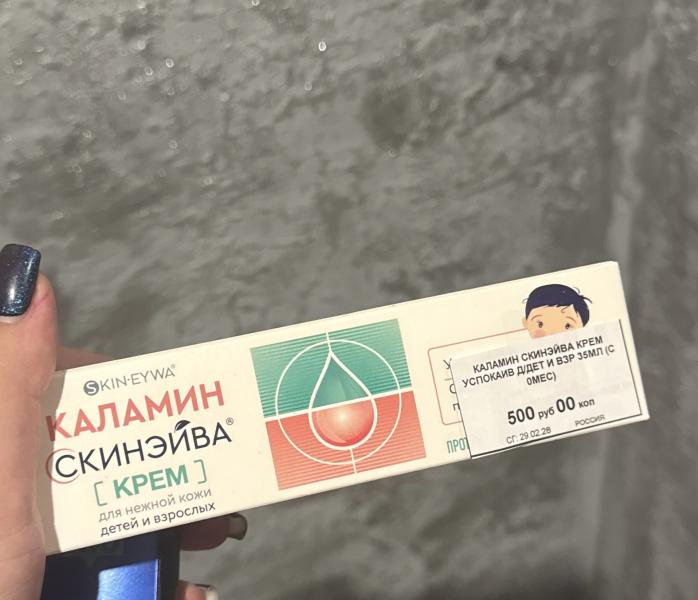 SKIN·EYWA®
КАЛАМИН
СКИНЭЙВА®
[ КРЕМ ]
для нежной кожи
детей и взрослых
КАЛАМИН СКИНЭЙВА КРЕМ
УСПОКАИВ Д/ДЕТ И ВЗР 35МЛ (С
0МЕС)
500 руб 00 коп
СГ: 29.02.28 РОССИЯ